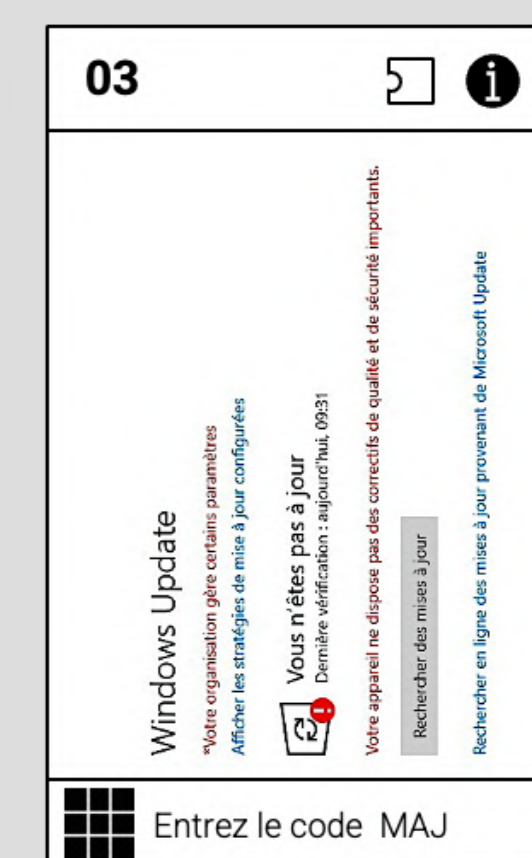 03
Windows Update
*Votre organisation gère certains paramètres
Afficher les stratégies de mise à jour configurées
Vous n'êtes pas à jour
Dernière vérification : aujourd'hui, 09:31
Votre appareil ne dispose pas des correctifs de qualité et de sécurité importants.
Rechercher des mises à jour
Rechercher en ligne des mises à jour provenant de Microsoft Update
Entrez le code MAJ